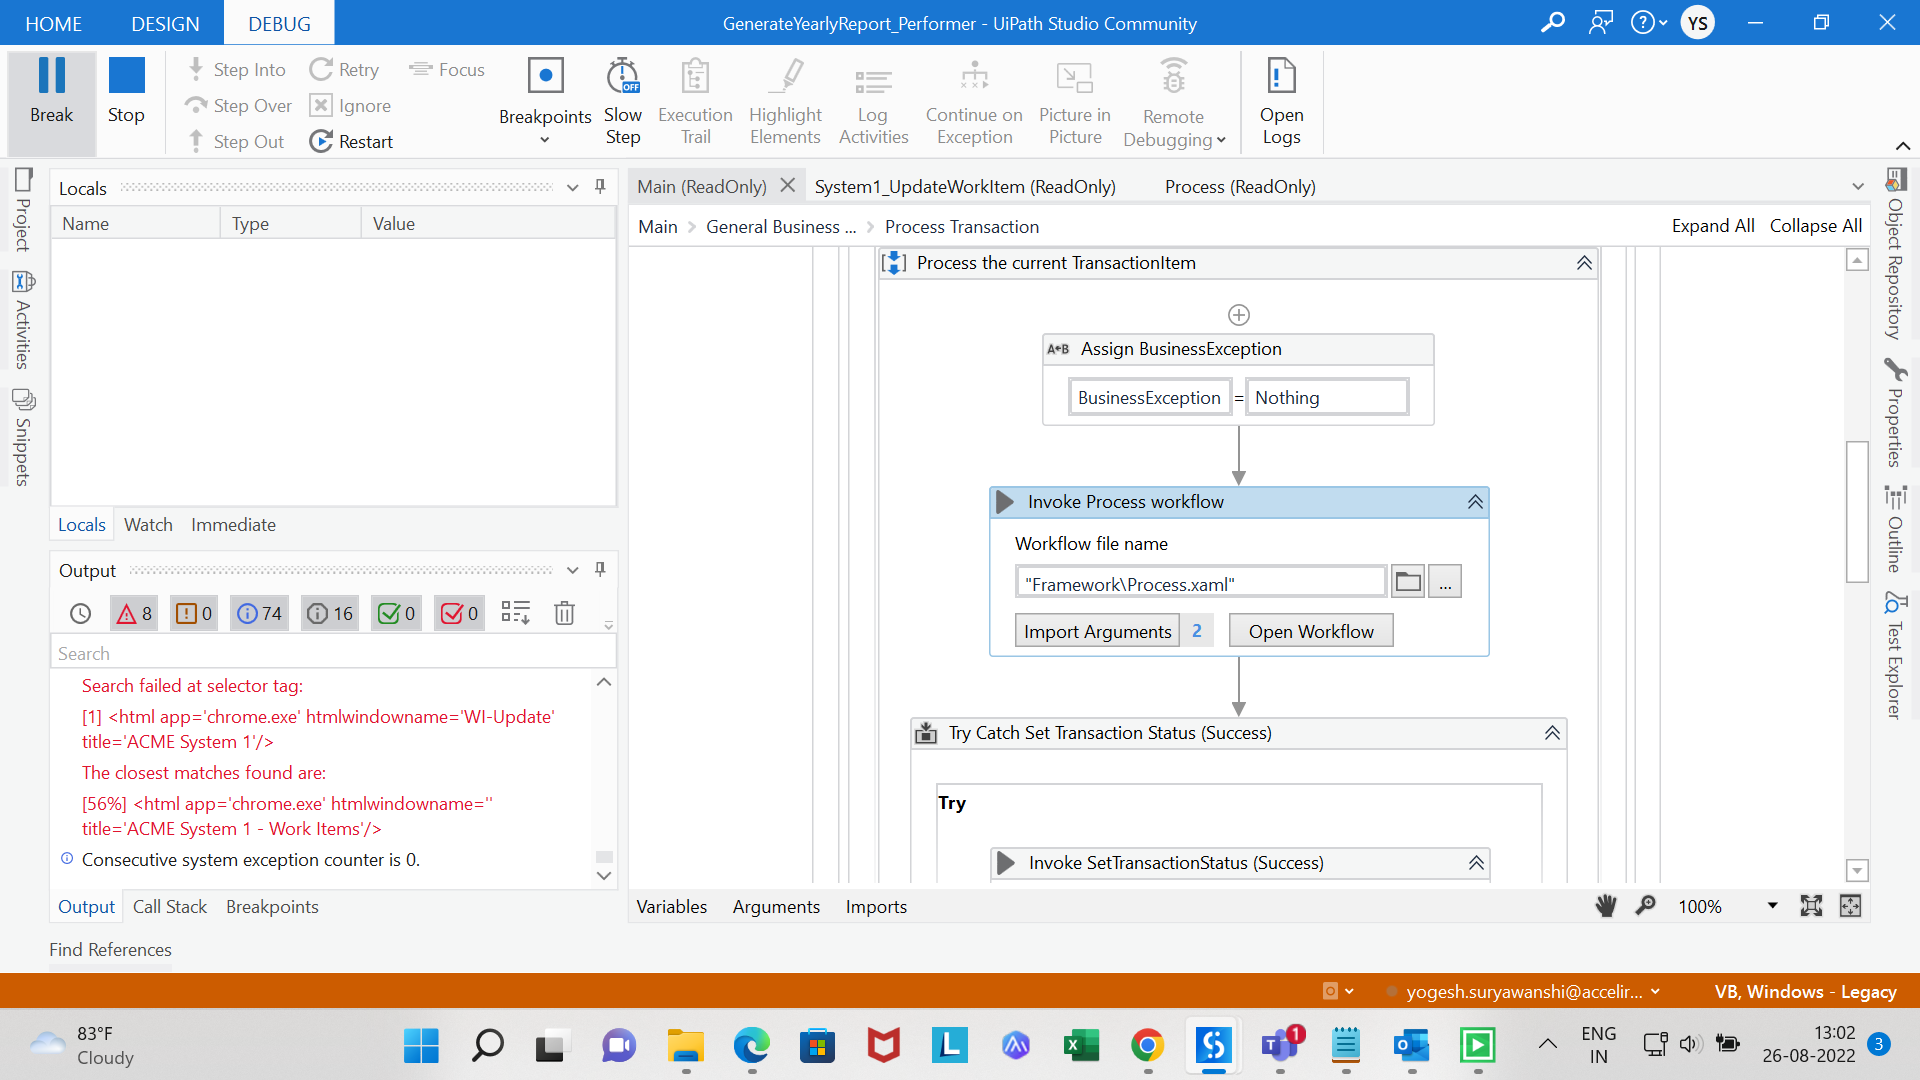 HOME DESIGN DEBUG GenerateYearlyReport_Performer - UiPath Studio Community YS
Break Stop
Step Into Retry Focus
Step Over Ignore
Step Out Restart
Breakpoints
Slow
Step
OFF
Execution
Trail
Highlight
Elements
Log
Activities
Continue on
Exception
Picture in
Picture
Remote
Debugging
Open
Logs
Project
Activities
Snippets
Locals
Name Type Value
Locals Watch Immediate
Output
8 0 74 16 0 0
Search
Search failed at selector tag:
[1] <html app='chrome.exe' htmlwindowname='WI-Update'
title='ACME System 1'/>
The closest matches found are:
[56%] <html app='chrome.exe' htmlwindowname=''
title='ACME System 1 - Work Items'/>
Consecutive system exception counter is 0.
Output Call Stack Breakpoints
Find References
Main (ReadOnly) System1_UpdateWorkItem (ReadOnly) Process (ReadOnly)
Main General Business ... Process Transaction Expand All Collapse All
Process the current TransactionItem
A B Assign BusinessException
BusinessException = Nothing
Invoke Process workflow
Workflow file name
"Framework\Process.xaml" ...
Import Arguments 2 Open Workflow
Try Catch Set Transaction Status (Success)
Try
Invoke SetTransactionStatus (Success)
Variables Arguments Imports 100%
Object Repository
Properties
Outline
Test Explorer
yogesh.suryawanshi@accelir... VB, Windows - Legacy
83°F
Cloudy
1
ENG
IN
13:02
26-08-2022
3